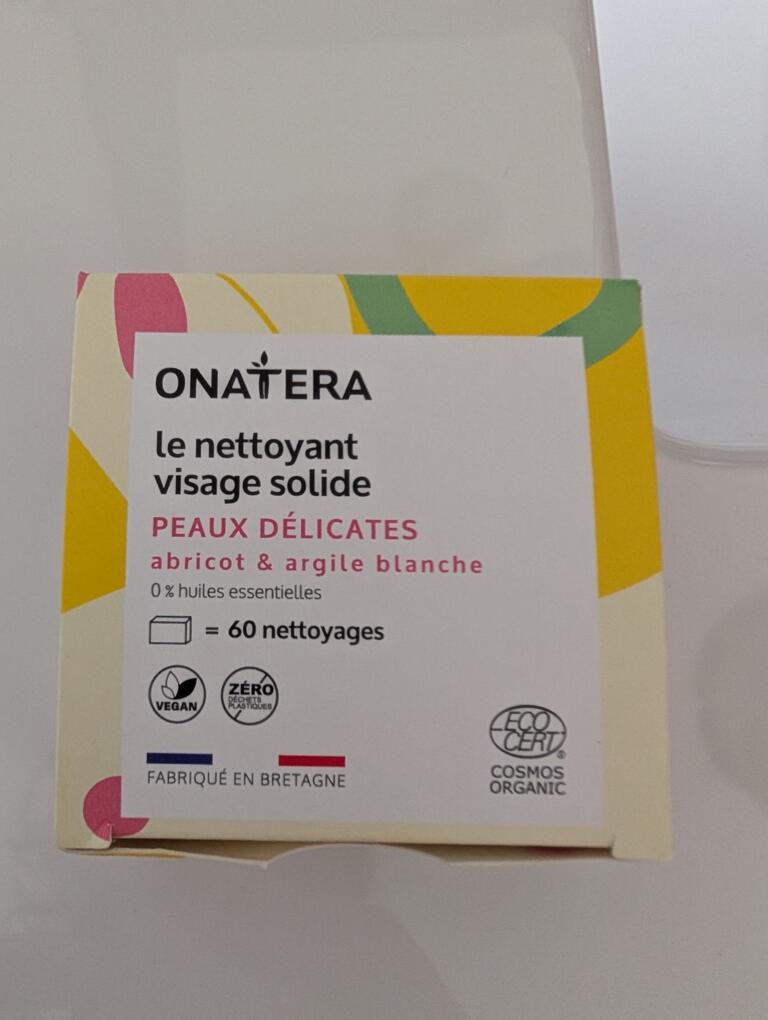 ONATERA
le nettoyant
visage solide
PEAUX DÉLICATES
abricot & argile blanche
0 % huiles essentielles
= 60 nettoyages
VEGAN
ZÉRO
DÉCHETS
PLASTIQUES
FABRIQUÉ EN BRETAGNE
ECO
CERT®
COSMOS
ORGANIC